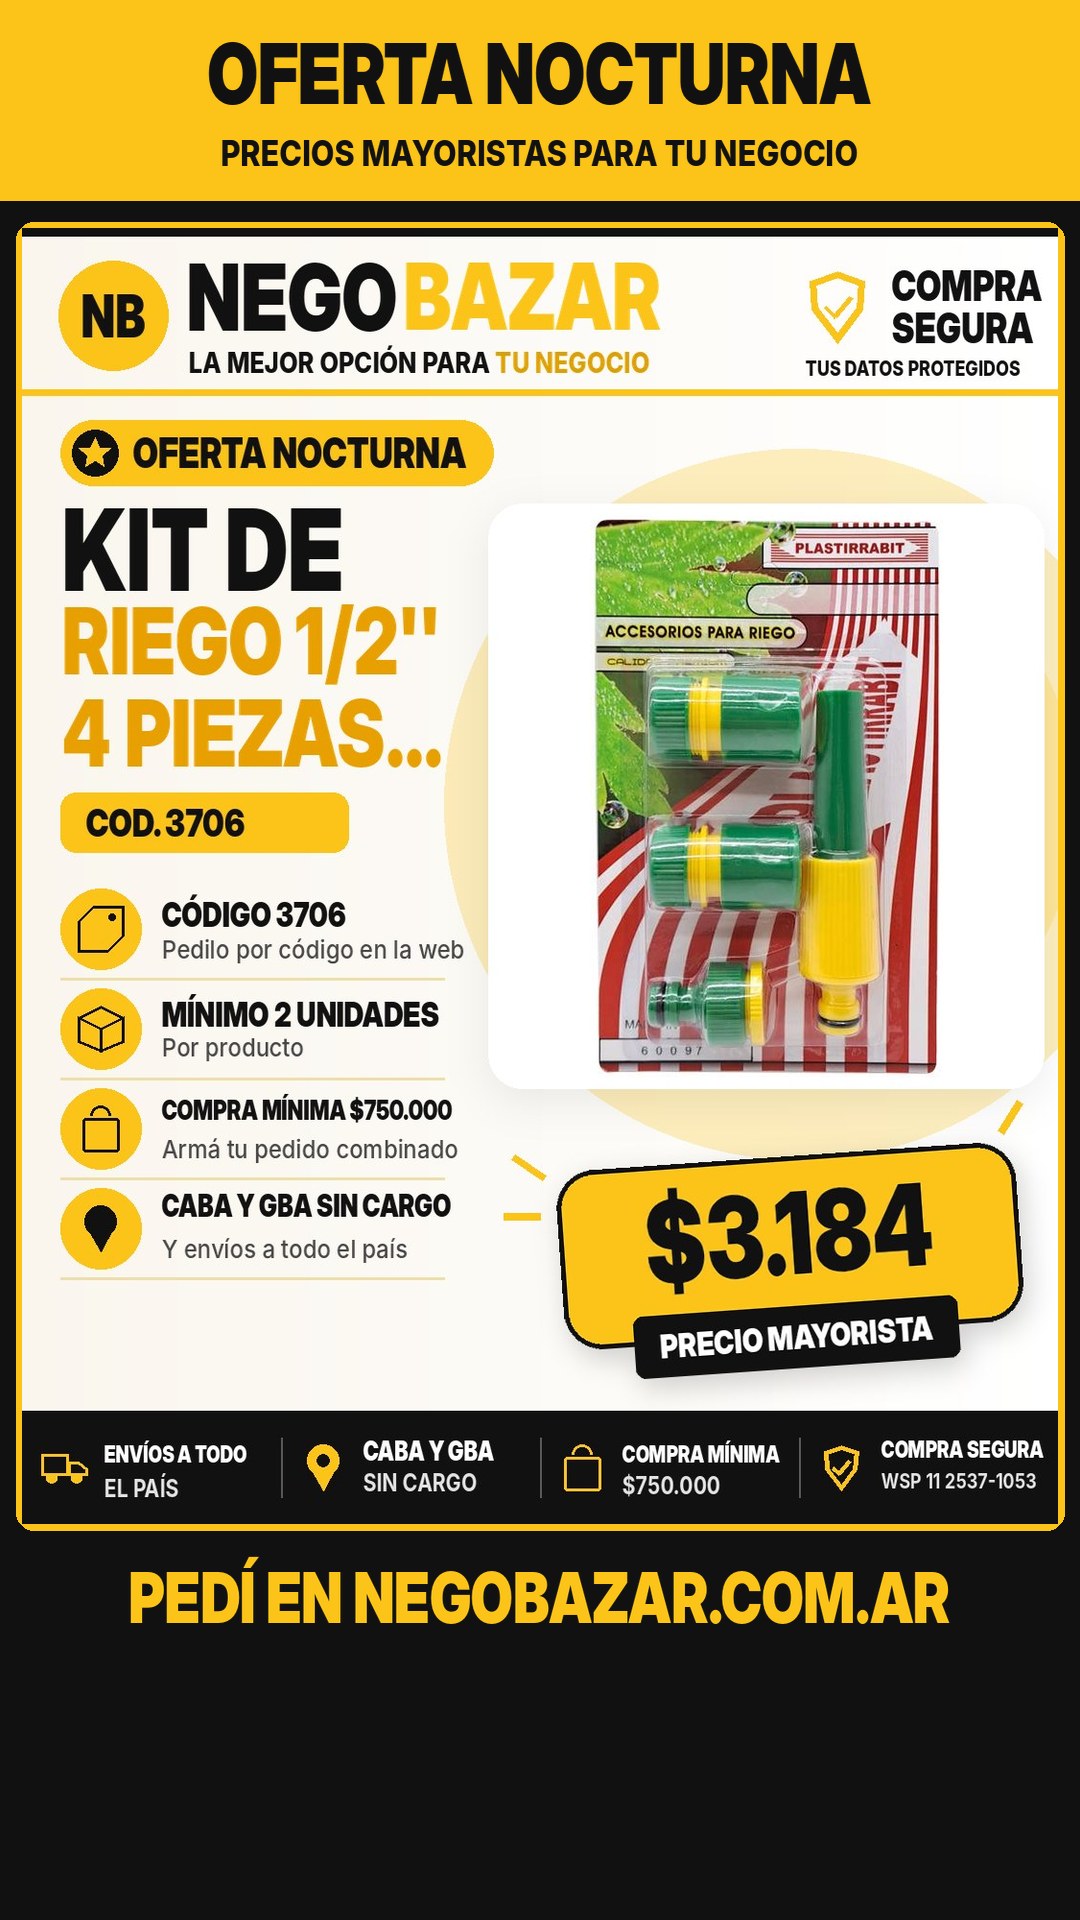 OFERTA NOCTURNA
PRECIOS MAYORISTAS PARA TU NEGOCIO
NB
NEGOBAZAR
LA MEJOR OPCIÓN PARA TU NEGOCIO
COMPRA
SEGURA
TUS DATOS PROTEGIDOS
OFERTA NOCTURNA
KIT DE
RIEGO 1/2"
4 PIEZAS...
COD. 3706
CÓDIGO 3706
Pedilo por código en la web
MÍNIMO 2 UNIDADES
Por producto
COMPRA MÍNIMA $750.000
Armá tu pedido combinado
CABA Y GBA SIN CARGO
Y envíos a todo el país
PLASTIRRABIT
ACCESORIOS PARA RIEGO
60097
$3.184
PRECIO MAYORISTA
ENVÍOS A TODO
EL PAÍS
CABA Y GBA
SIN CARGO
COMPRA MÍNIMA
$750.000
COMPRA SEGURA
WSP 11 2537-1053
PEDÍ EN NEGOBAZAR.COM.AR